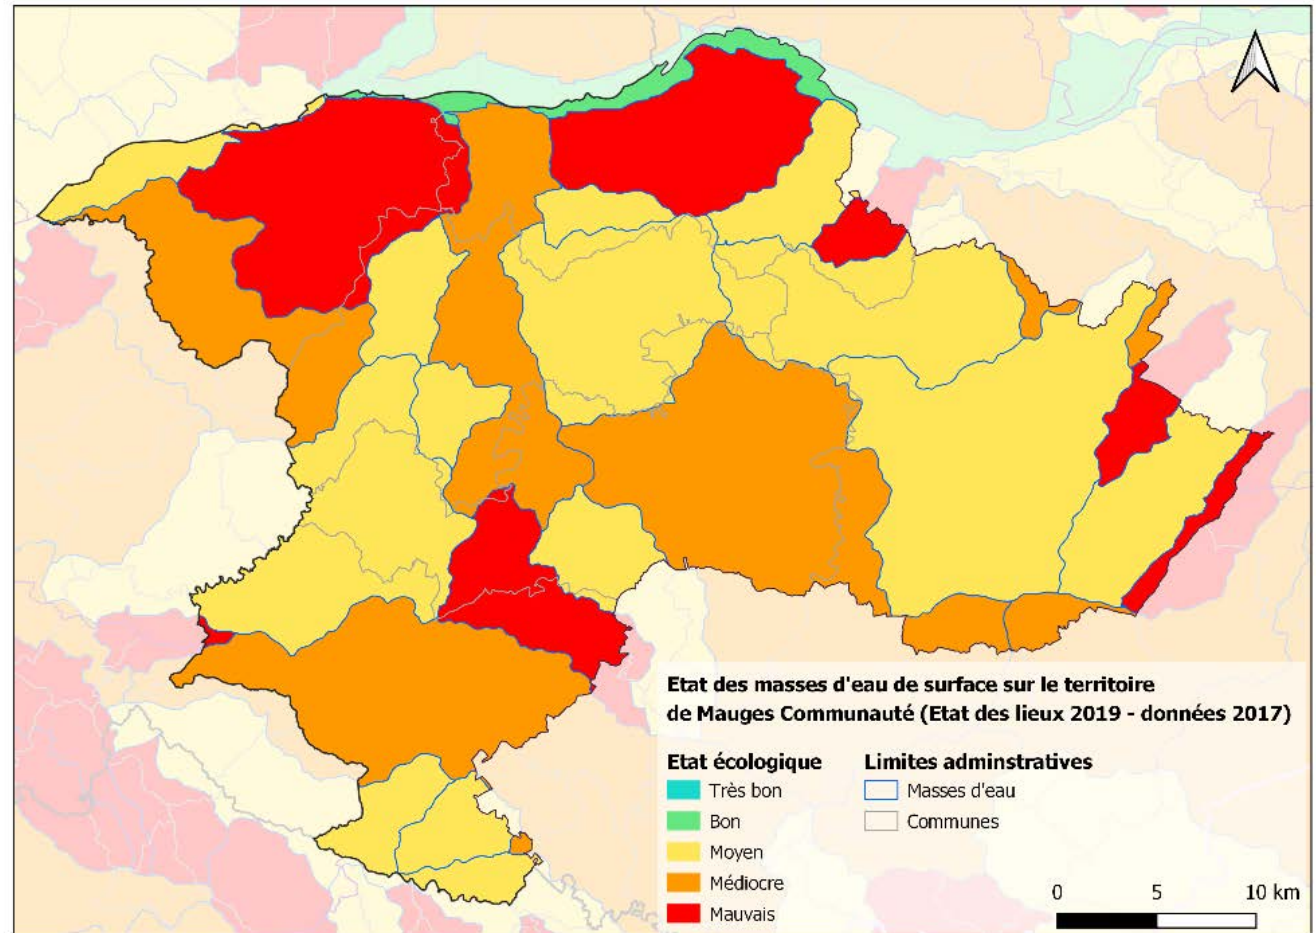 Etat des masses d'eau de surface sur le territoire
de Mauges Communauté (Etat des lieux 2019 - données 2017)
Etat écologique
Très bon
Bon
Moyen
Médiocre
Mauvais
Limites adminstratives
Masses d'eau
Communes
0 5 10 km